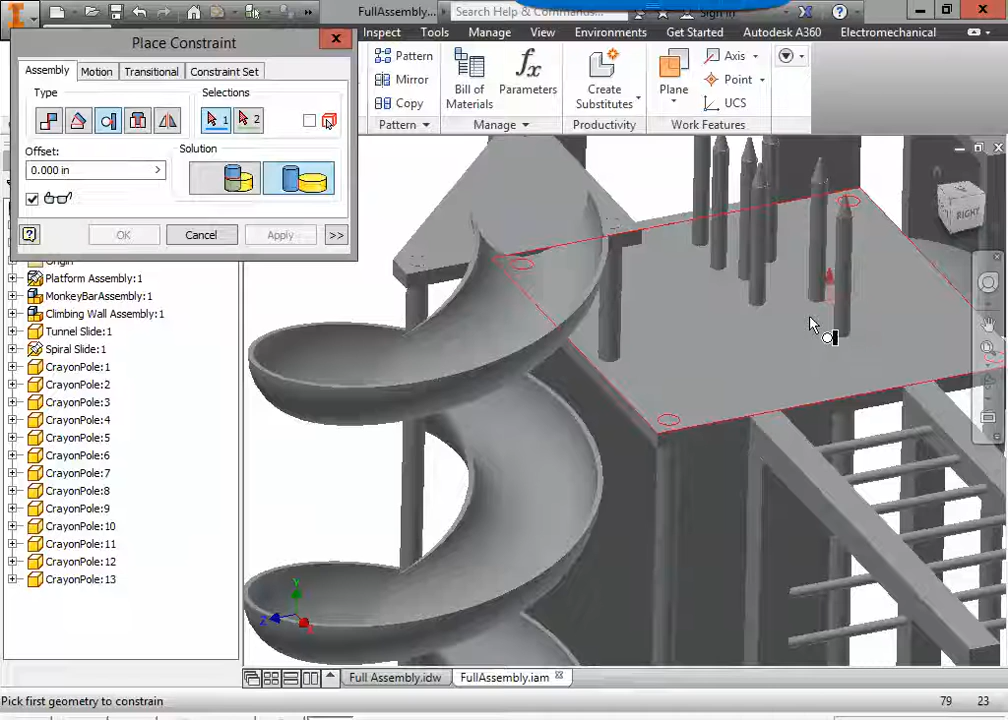 FullAssembly....
Search Help & Commands...
Sign In
Inspect Tools Manage View Environments Get Started Autodesk A360 Electromechanical
Place Constraint
Assembly Motion Transitional Constraint Set
Type
Selections
1 2
Offset:
0.000 in
Solution
OK Cancel Apply >>
Pattern
Mirror
Copy
Pattern
Bill of
Materials
fx
Parameters
Manage
Create
Substitutes
Productivity
Plane
Axis
Point
UCS
Work Features
Origin
Platform Assembly:1
MonkeyBarAssembly:1
Climbing Wall Assembly:1
Tunnel Slide:1
Spiral Slide:1
CrayonPole:1
CrayonPole:2
CrayonPole:3
CrayonPole:4
CrayonPole:5
CrayonPole:6
CrayonPole:7
CrayonPole:8
CrayonPole:9
CrayonPole:10
CrayonPole:11
CrayonPole:12
CrayonPole:13
RIGHT
Y
Z
Full Assembly.idw
FullAssembly.iam
Pick first geometry to constrain
79 23